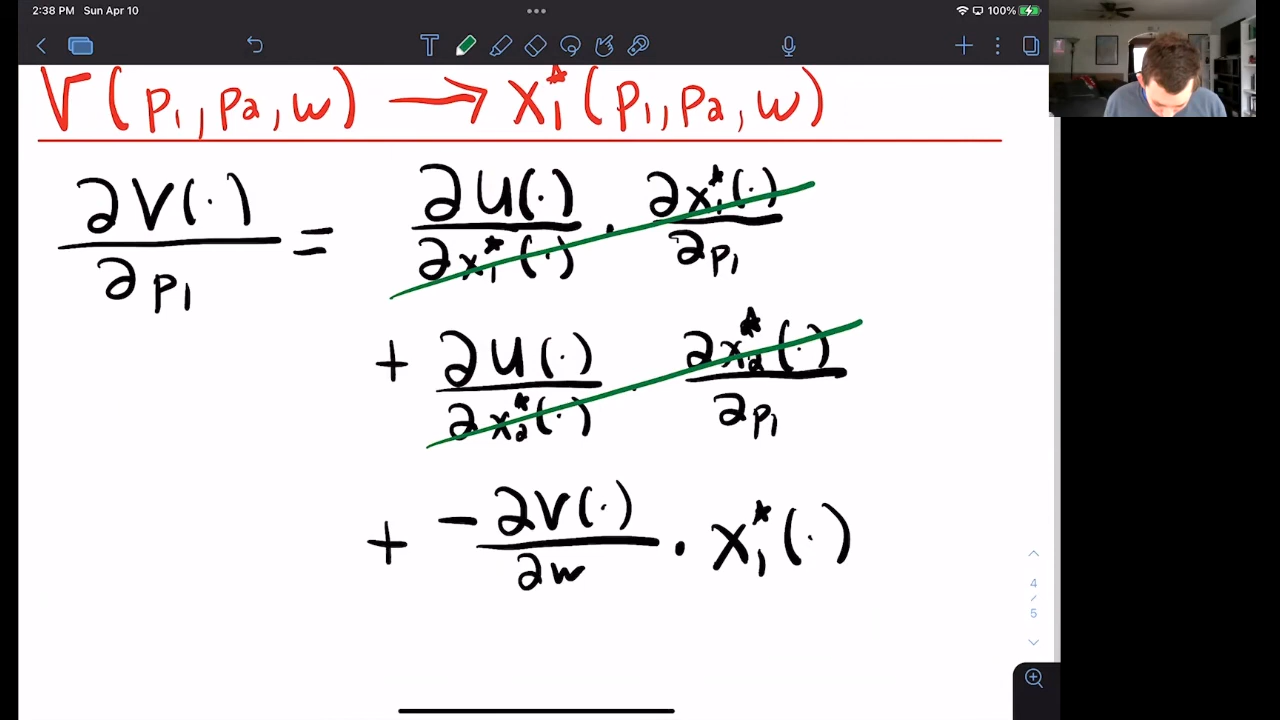 2:38 PM Sun Apr 10
100%
V(p₁, p₂, w) → x₁*(p₁, p₂, w)
∂V(·)/∂p₁ = ∂U(·)/∂x₁*(·) · ∂x₁*(·)/∂p₁
+ ∂U(·)/∂x₂*(·) · ∂x₂*(·)/∂p₁
+ -∂V(·)/∂w · x₁*(·)
4
/
5